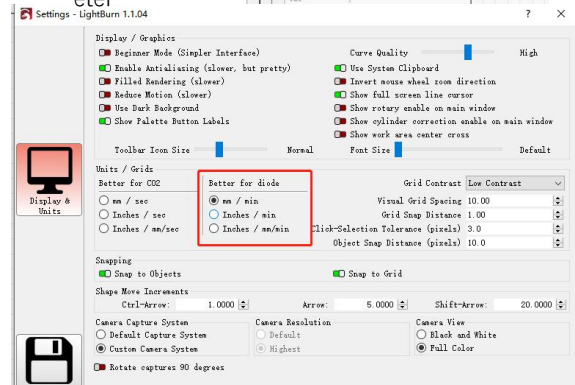 eter
Settings - LightBurn 1.1.04 ? ×
Display / Graphics
Beginner Mode (Simpler Interface) Curve Quality High
Enable Antialiasing (slower, but pretty) Use System Clipboard
Filled Rendering (slower) Invert mouse wheel zoom direction
Reduce Motion (slower) Show full screen line cursor
Use Dark Background Show rotary enable on main window
Show Palette Button Labels Show cylinder correction enable on main window
Show work area center cross
Toolbar Icon Size Normal Font Size Default
Display & Units
Units / Grids
Better for CO2 Better for diode Grid Contrast Low Contrast
mm / sec mm / min Visual Grid Spacing 10.00
Inches / sec Inches / min Grid Snap Distance 1.00
Inches / mm/sec Inches / mm/min Click-Selection Tolerance (pixels) 3.0
Object Snap Distance (pixels) 10.0
Snapping
Snap to Objects Snap to Grid
Shape Move Increments
Ctrl-Arrow: 1.0000 Arrow: 5.0000 Shift-Arrow: 20.0000
Camera Capture System Camera Resolution Camera View
Default Capture System Default Black and White
Custom Camera System Highest Full Color
Rotate captures 90 degrees